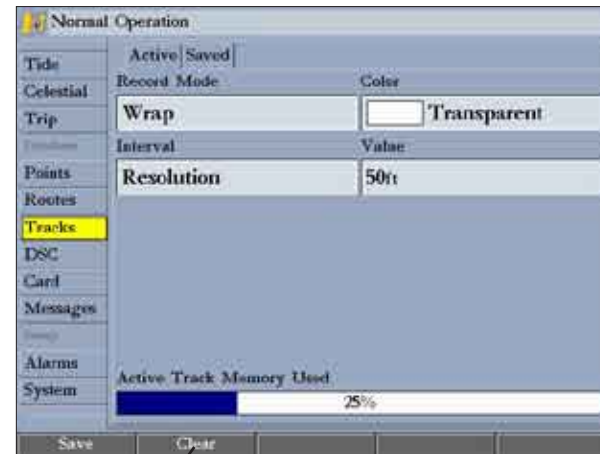 Normal Operation
Active Saved
Tide
Celestial
Trip
Points
Routes
Tracks
DSC
Card
Messages
Alarms
System
Record Mode
Color
Wrap
Transparent
Interval
Value
Resolution
50ft
Active Track Memory Used
25%
Save
Clear